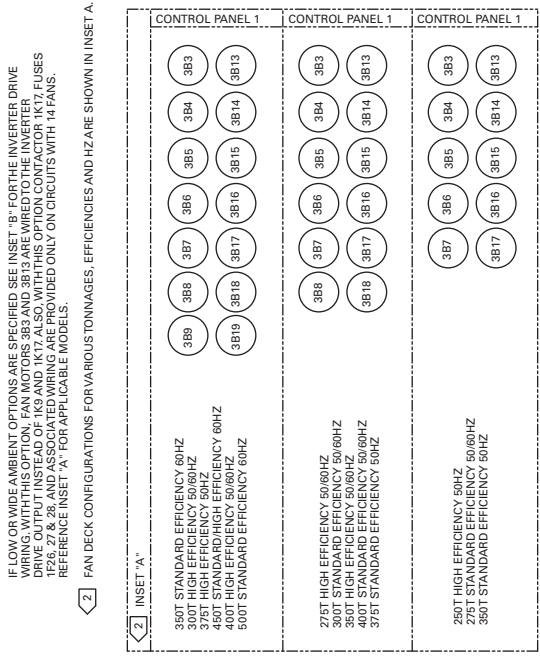 IF LOW OR WIDE AMBIENT OPTIONS ARE SPECIFIED SEE INSET "B" FOR THE INVERTER DRIVE
WIRING. WITH THIS OPTION, FAN MOTORS 3B3 AND 3B13 ARE WIRED TO THE INVERTER
DRIVE OUTPUT INSTEAD OF 1K9 AND 1K17. ALSO, WITH THIS OPTION CONTACTOR 1K17, FUSES
1F26, 27 & 28, AND ASSOCIATED WIRING ARE PROVIDED ONLY ON CIRCUITS WITH 14 FANS.
REFERENCE INSET "A" FOR APPLICABLE MODELS.
2 FAN DECK CONFIGURATIONS FOR VARIOUS TONNAGES, EFFICIENCIES AND HZ ARE SHOWN IN INSET A.
2 INSET "A"
350T STANDARD EFFICIENCY 60HZ
300T HIGH EFFICIENCY 50/60HZ
375T HIGH EFFICIENCY 50HZ
450T STANDARD/HIGH EFFICIENCY 60HZ
400T HIGH EFFICIENCY 50/60HZ
500T STANDARD EFFICIENCY 60HZ
3B9 3B8 3B7 3B6 3B5 3B4 3B3
3B19 3B18 3B17 3B16 3B15 3B14 3B13
CONTROL PANEL 1
275T HIGH EFFICIENCY 50/60HZ
300T STANDARD EFFICIENCY 50/60HZ
350T HIGH EFFICIENCY 50/60HZ
400T STANDARD EFFICIENCY 50/60HZ
375T STANDARD EFFICIENCY 50HZ
3B8 3B7 3B6 3B5 3B4 3B3
3B18 3B17 3B16 3B15 3B14 3B13
CONTROL PANEL 1
250T HIGH EFFICIENCY 50HZ
275T STANDARD EFFICIENCY 50/60HZ
350T STANDARD EFFICIENCY 50HZ
3B7 3B6 3B5 3B4 3B3
3B17 3B16 3B15 3B14 3B13
CONTROL PANEL 1